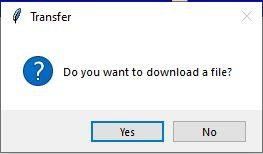 Transfer
Do you want to download a file?
Yes
No